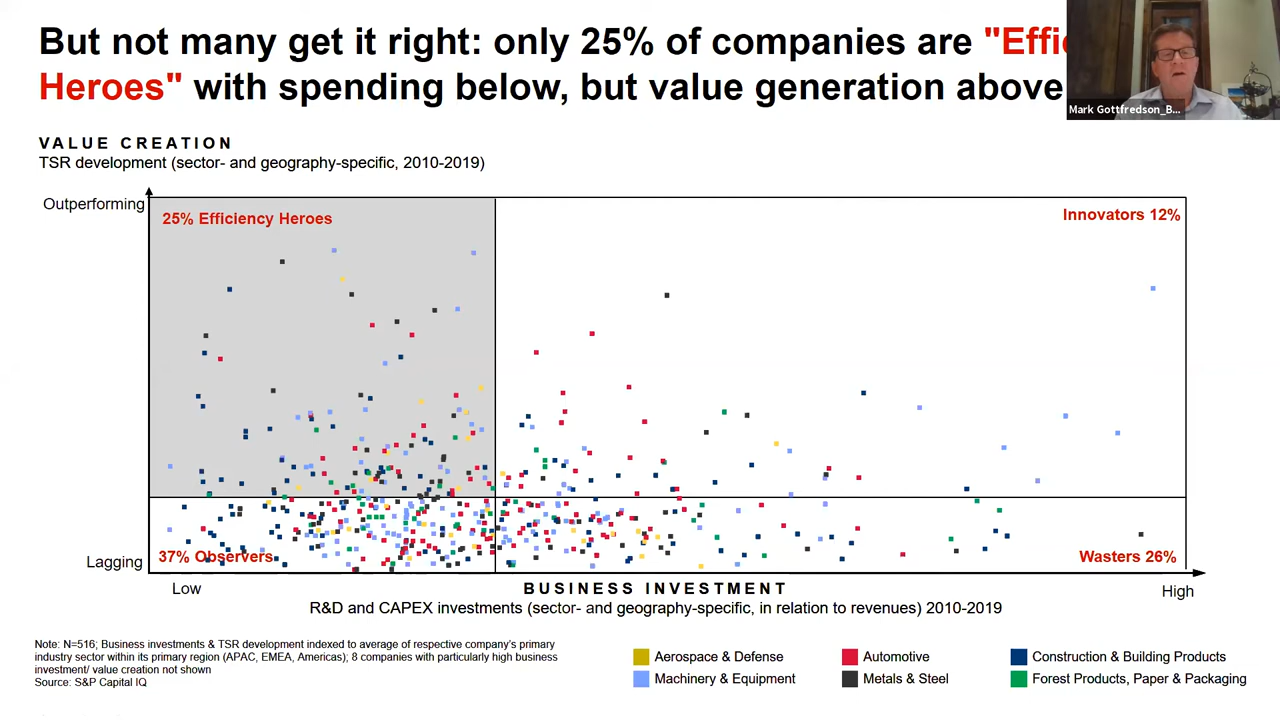 But not many get it right: only 25% of companies are "Effi
Heroes" with spending below, but value generation above
Mark Gottfredson_B...
VALUE CREATION
TSR development (sector- and geography-specific, 2010-2019)
Outperforming
25% Efficiency Heroes
Innovators 12%
37% Observers
Wasters 26%
Lagging
Low
BUSINESS INVESTMENT
High
R&D and CAPEX investments (sector- and geography-specific, in relation to revenues) 2010-2019
Note: N=516; Business investments & TSR development indexed to average of respective company's primary
industry sector within its primary region (APAC, EMEA, Americas); 8 companies with particularly high business
investment/ value creation not shown
Source: S&P Capital IQ
Aerospace & Defense
Automotive
Construction & Building Products
Machinery & Equipment
Metals & Steel
Forest Products, Paper & Packaging